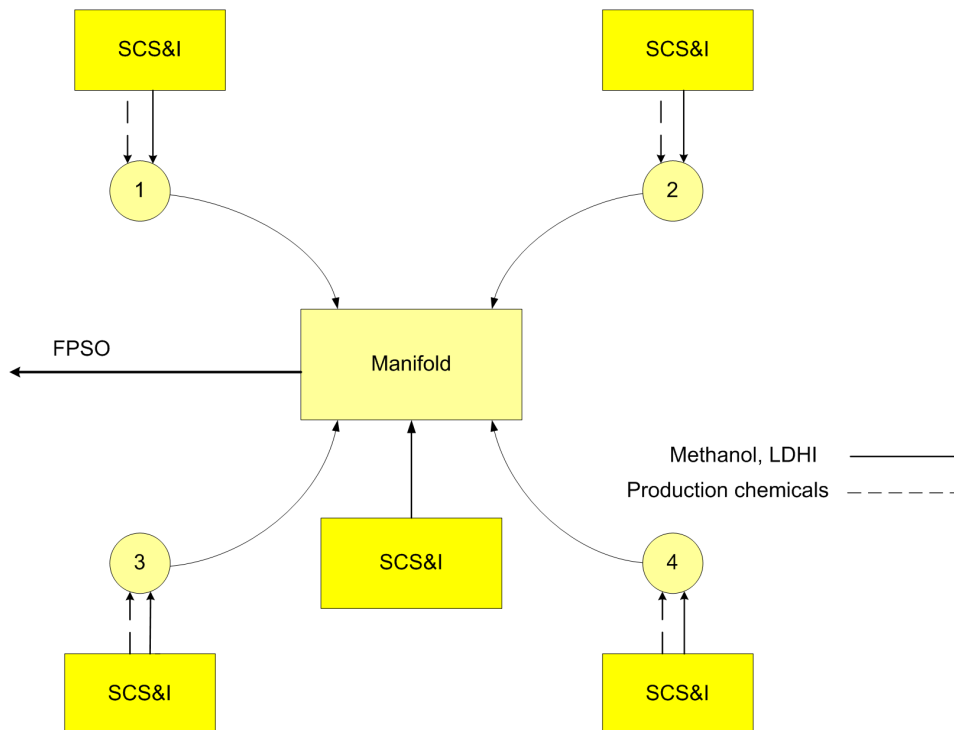 SCS&I
SCS&I
1
2
FPSO
Manifold
Methanol, LDHI
Production chemicals
3
SCS&I
4
SCS&I
SCS&I